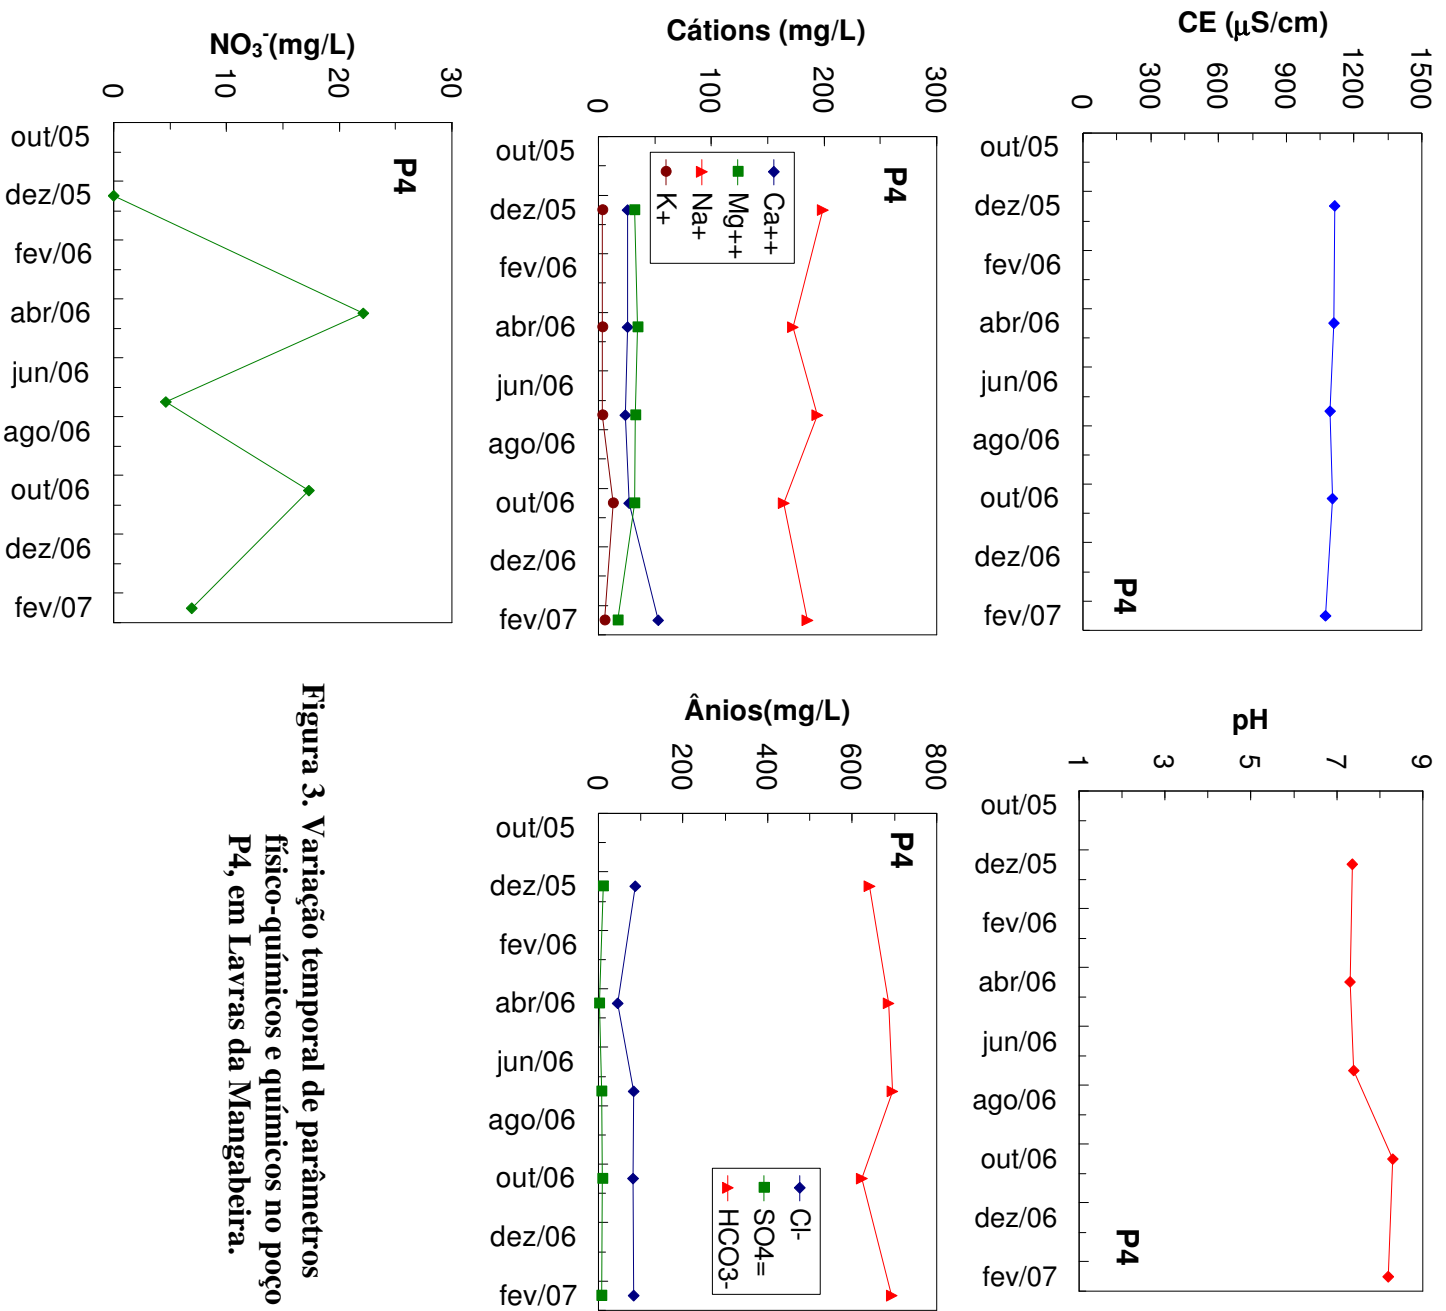 CE (μS/cm)
1500
1200
900
600
300
0
out/05
dez/05
fev/06
abr/06
jun/06
ago/06
out/06
dez/06
fev/07
P4
pH
9
7
5
3
1
out/05
dez/05
fev/06
abr/06
jun/06
ago/06
out/06
dez/06
fev/07
P4
Cátions (mg/L)
300
200
100
0
out/05
dez/05
fev/06
abr/06
jun/06
ago/06
out/06
dez/06
fev/07
P4
Ca++
Mg++
Na+
K+
Ânios(mg/L)
800
600
400
200
0
out/05
dez/05
fev/06
abr/06
jun/06
ago/06
out/06
dez/06
fev/07
P4
Cl-
SO4=
HCO3-
NO₃⁻(mg/L)
30
20
10
0
out/05
dez/05
fev/06
abr/06
jun/06
ago/06
out/06
dez/06
fev/07
P4
Figura 3. Variação temporal de parâmetros
físico-químicos e químicos no poço
P4, em Lavras da Mangabeira.